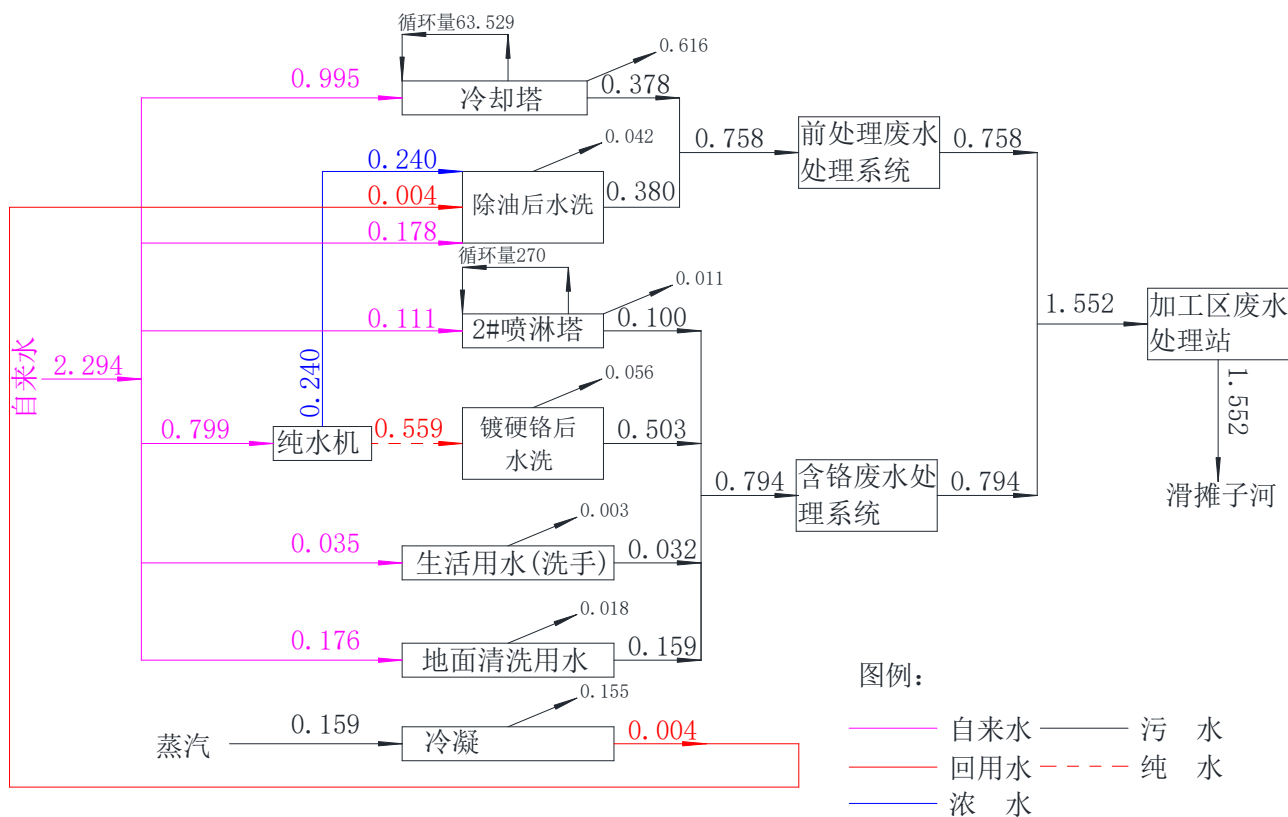 循环量63.529
0.616
0.995
冷却塔
0.378
0.042
0.758
前处理废水
处理系统
0.758
0.240
0.004
除油后水洗
0.380
0.178
循环量270
0.011
0.111
2#喷淋塔
0.100
1.552
加工区废水
处理站
自来水
2.294
0.240
0.056
1.552
0.799
纯水机
0.559
镀硬铬后
水洗
0.503
0.794
含铬废水处
理系统
0.794
滑摊子河
0.003
0.035
生活用水(洗手)
0.032
0.018
0.176
地面清洗用水
0.159
图例：
0.155
蒸汽
0.159
冷凝
0.004
自来水
污 水
回用水
纯 水
浓 水